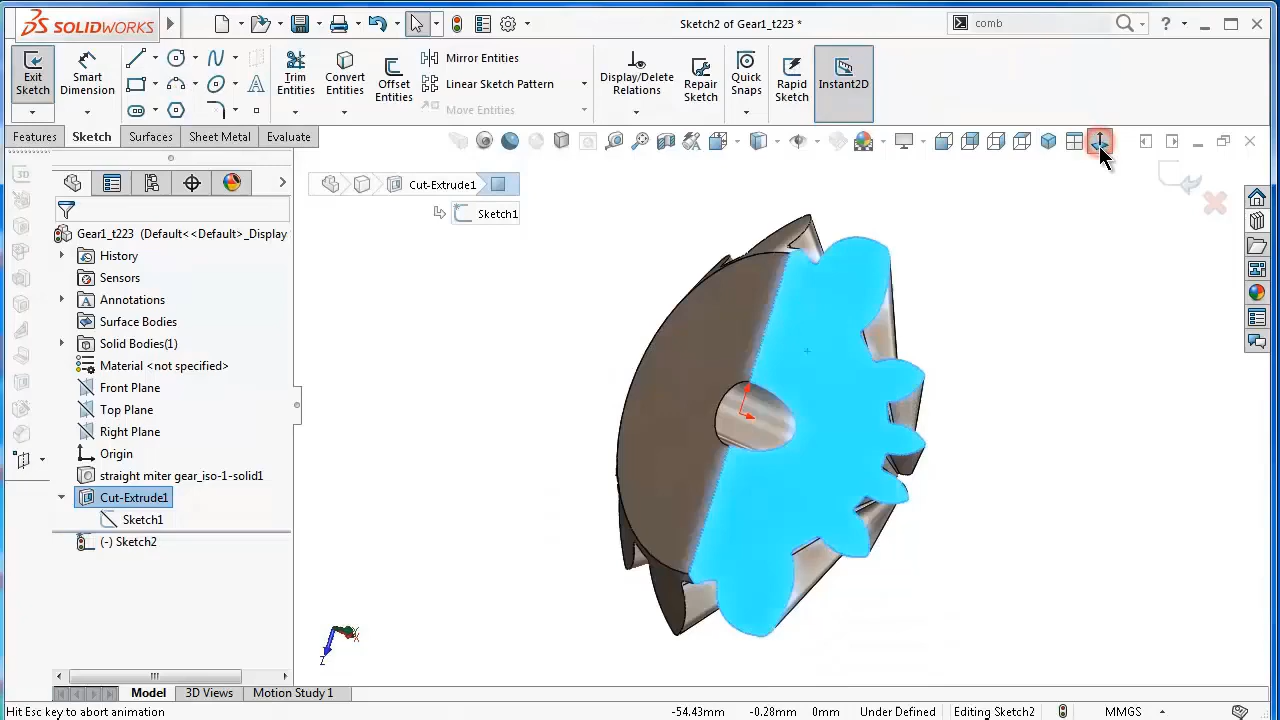 SOLIDWORKS
Sketch2 of Gear1_t223 *
comb
Exit Sketch
Smart Dimension
Trim Entities
Convert Entities
Offset Entities
Mirror Entities
Linear Sketch Pattern
Move Entities
Display/Delete Relations
Repair Sketch
Quick Snaps
Rapid Sketch
Instant2D
Features
Sketch
Surfaces
Sheet Metal
Evaluate
Cut-Extrude1
Sketch1
Gear1_t223 (Default<<Default>_Display
History
Sensors
Annotations
Surface Bodies
Solid Bodies(1)
Material <not specified>
Front Plane
Top Plane
Right Plane
Origin
straight miter gear_iso-1-solid1
Cut-Extrude1
Sketch1
(-) Sketch2
Z
X
Model
3D Views
Motion Study 1
Hit Esc key to abort animation
-54.43mm
-0.28mm
0mm
Under Defined
Editing Sketch2
MMGS